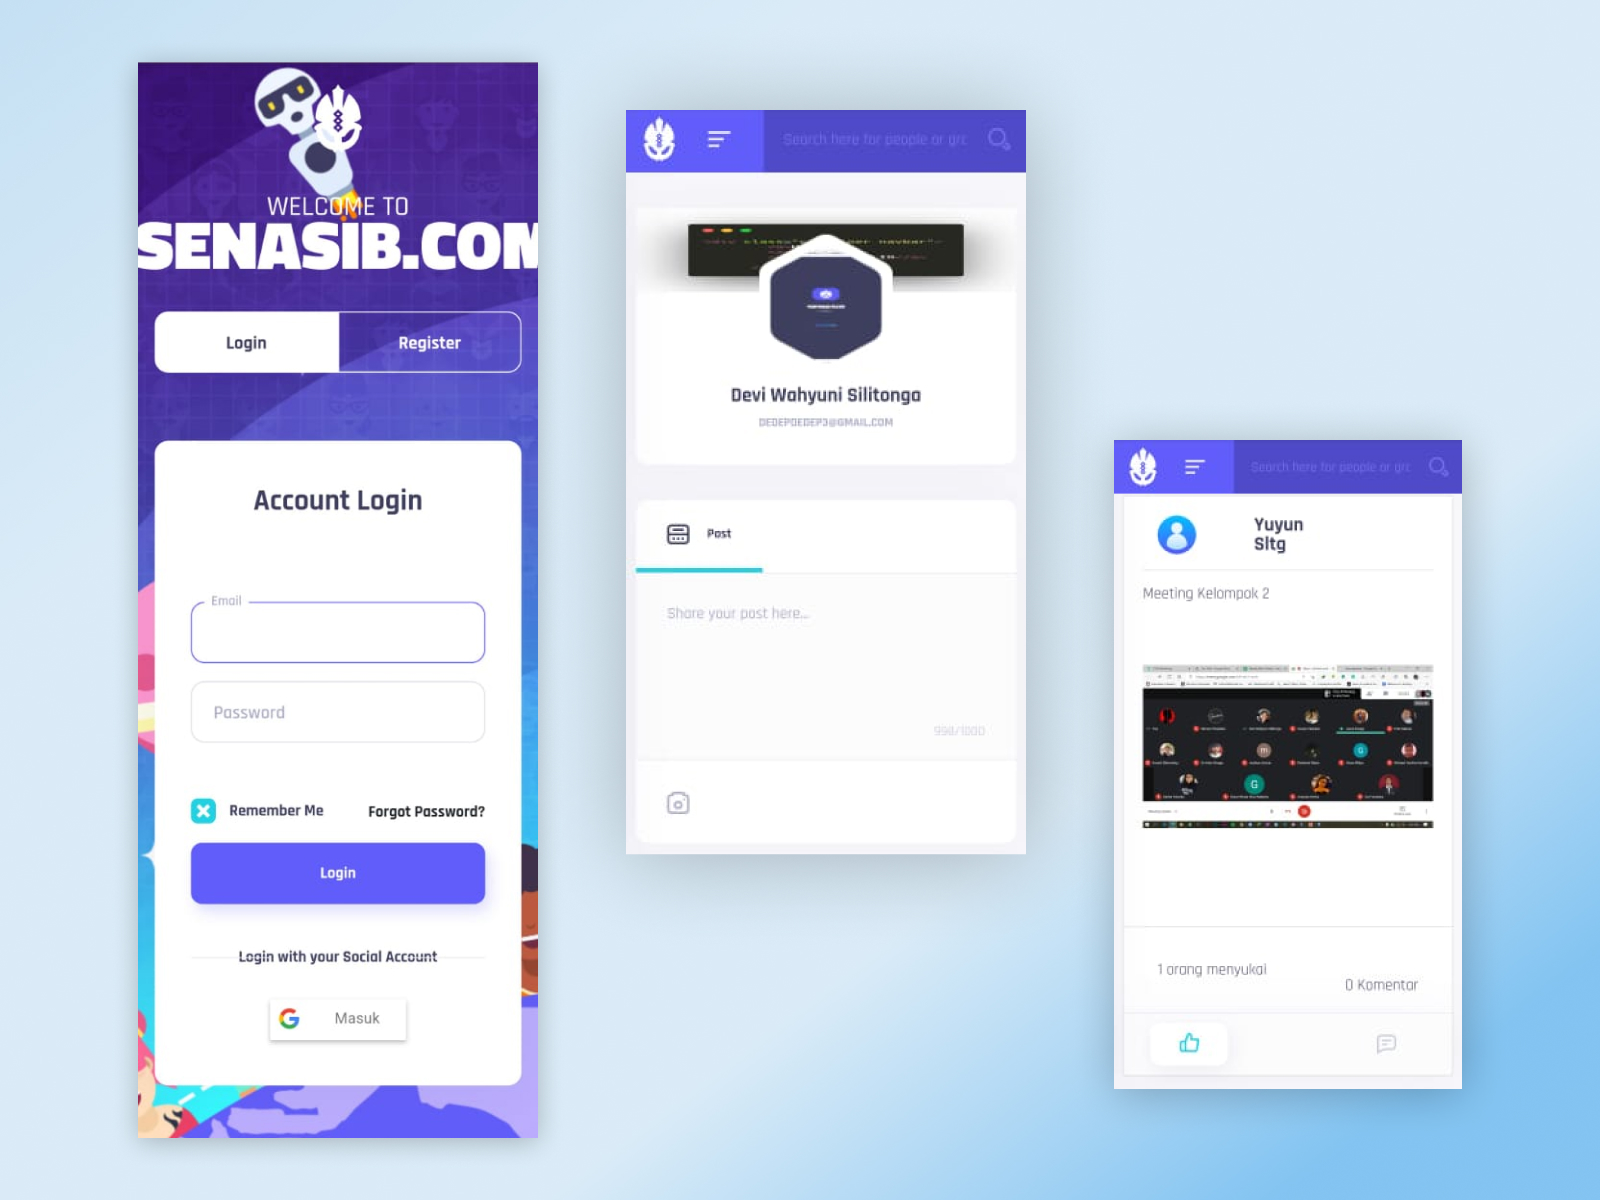 WELCOME TO
SENASIB.COM
Login
Register
Account Login
Email
Password
Remember Me
Forgot Password?
Login
Login with your Social Account
Masuk
Search here for people or grc
Devi Wahyuni Silitonga
DEDEPDEDEP3@GMAIL.COM
Post
Share your post here...
998/1000
Search here for people or grc
Yuyun
Sltg
Meeting Kelompok 2
1 orang menyukai
0 Komentar